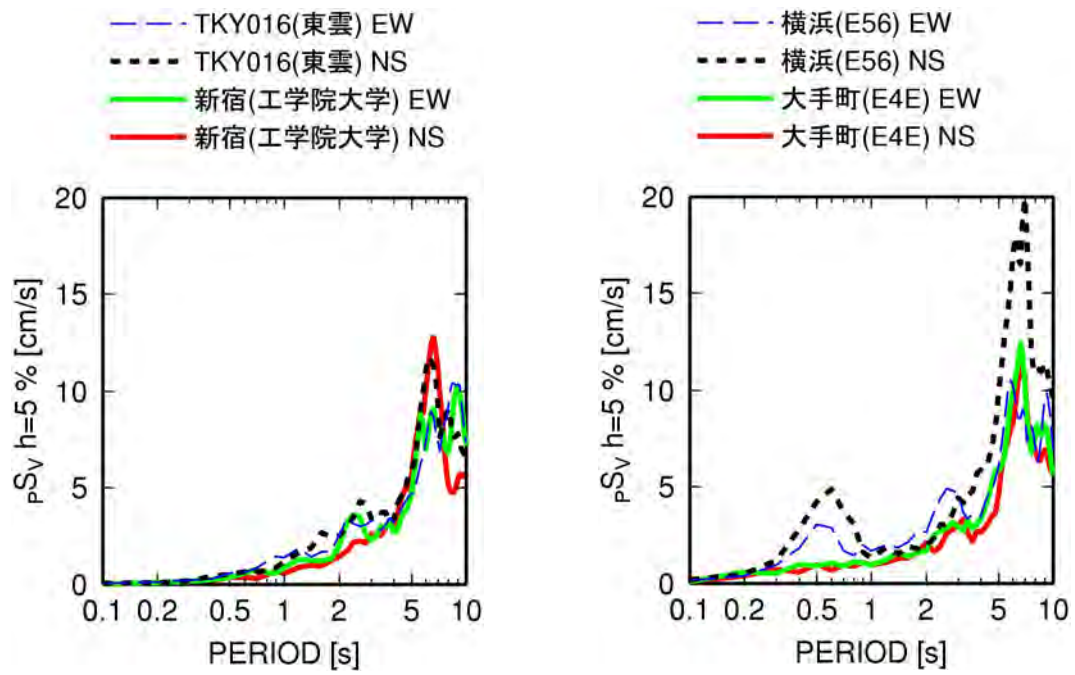 TKY016(東雲) EW
TKY016(東雲) NS
新宿(工学院大学) EW
新宿(工学院大学) NS
20
15
10
5
0
PSV h=5 % [cm/s]
0.1 0.2 0.5 1 2 5 10
PERIOD [s]
横浜(E56) EW
横浜(E56) NS
大手町(E4E) EW
大手町(E4E) NS
20
15
10
5
0
PSV h=5 % [cm/s]
0.1 0.2 0.5 1 2 5 10
PERIOD [s]